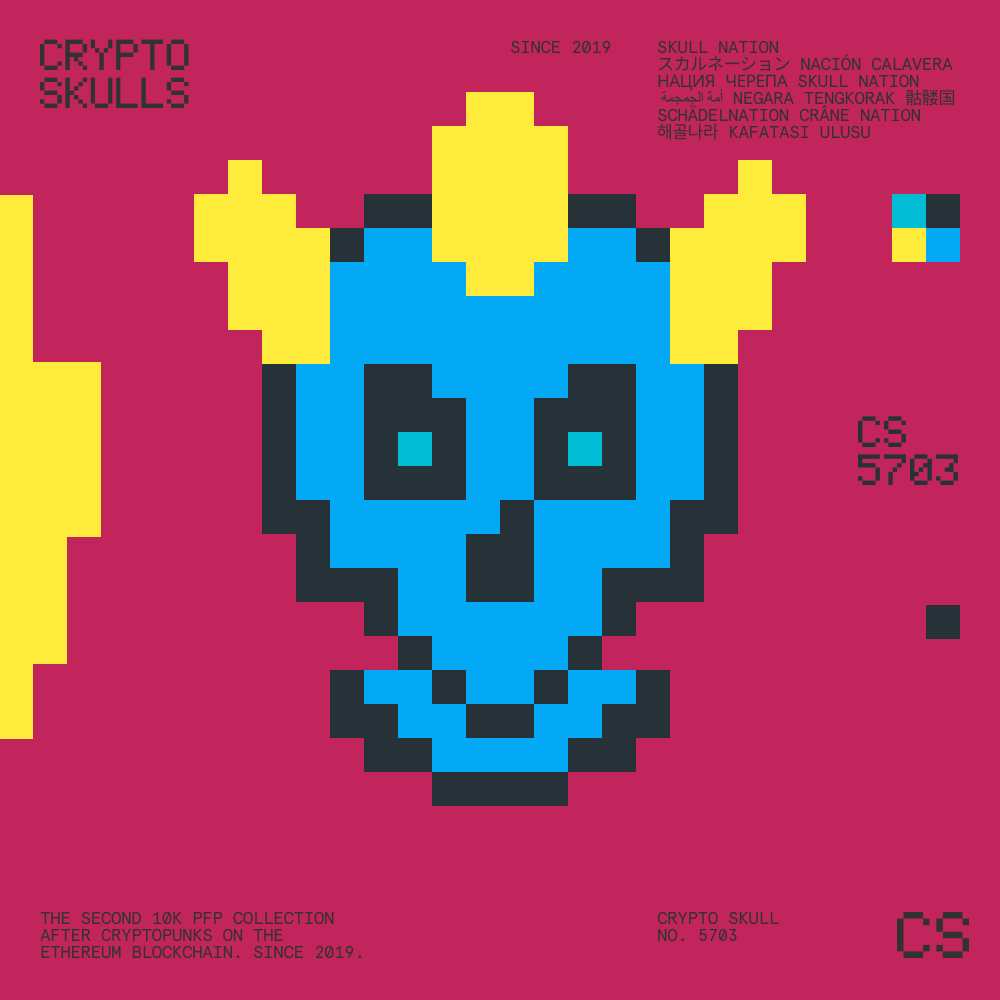 CRYPTO
SKULLS
SINCE 2019
SKULL NATION
スカルネーション NACIÓN CALAVERA
НАЦИЯ ЧЕРЕПА SKULL NATION
أمة الجمجمة NEGARA TENGKORAK 骷髅国
SCHÄDELNATION CRÂNE NATION
해골나라 KAFATASI ULUSU
CS
5703
THE SECOND 10K PFP COLLECTION
AFTER CRYPTOPUNKS ON THE
ETHEREUM BLOCKCHAIN. SINCE 2019.
CRYPTO SKULL
NO. 5703
CS